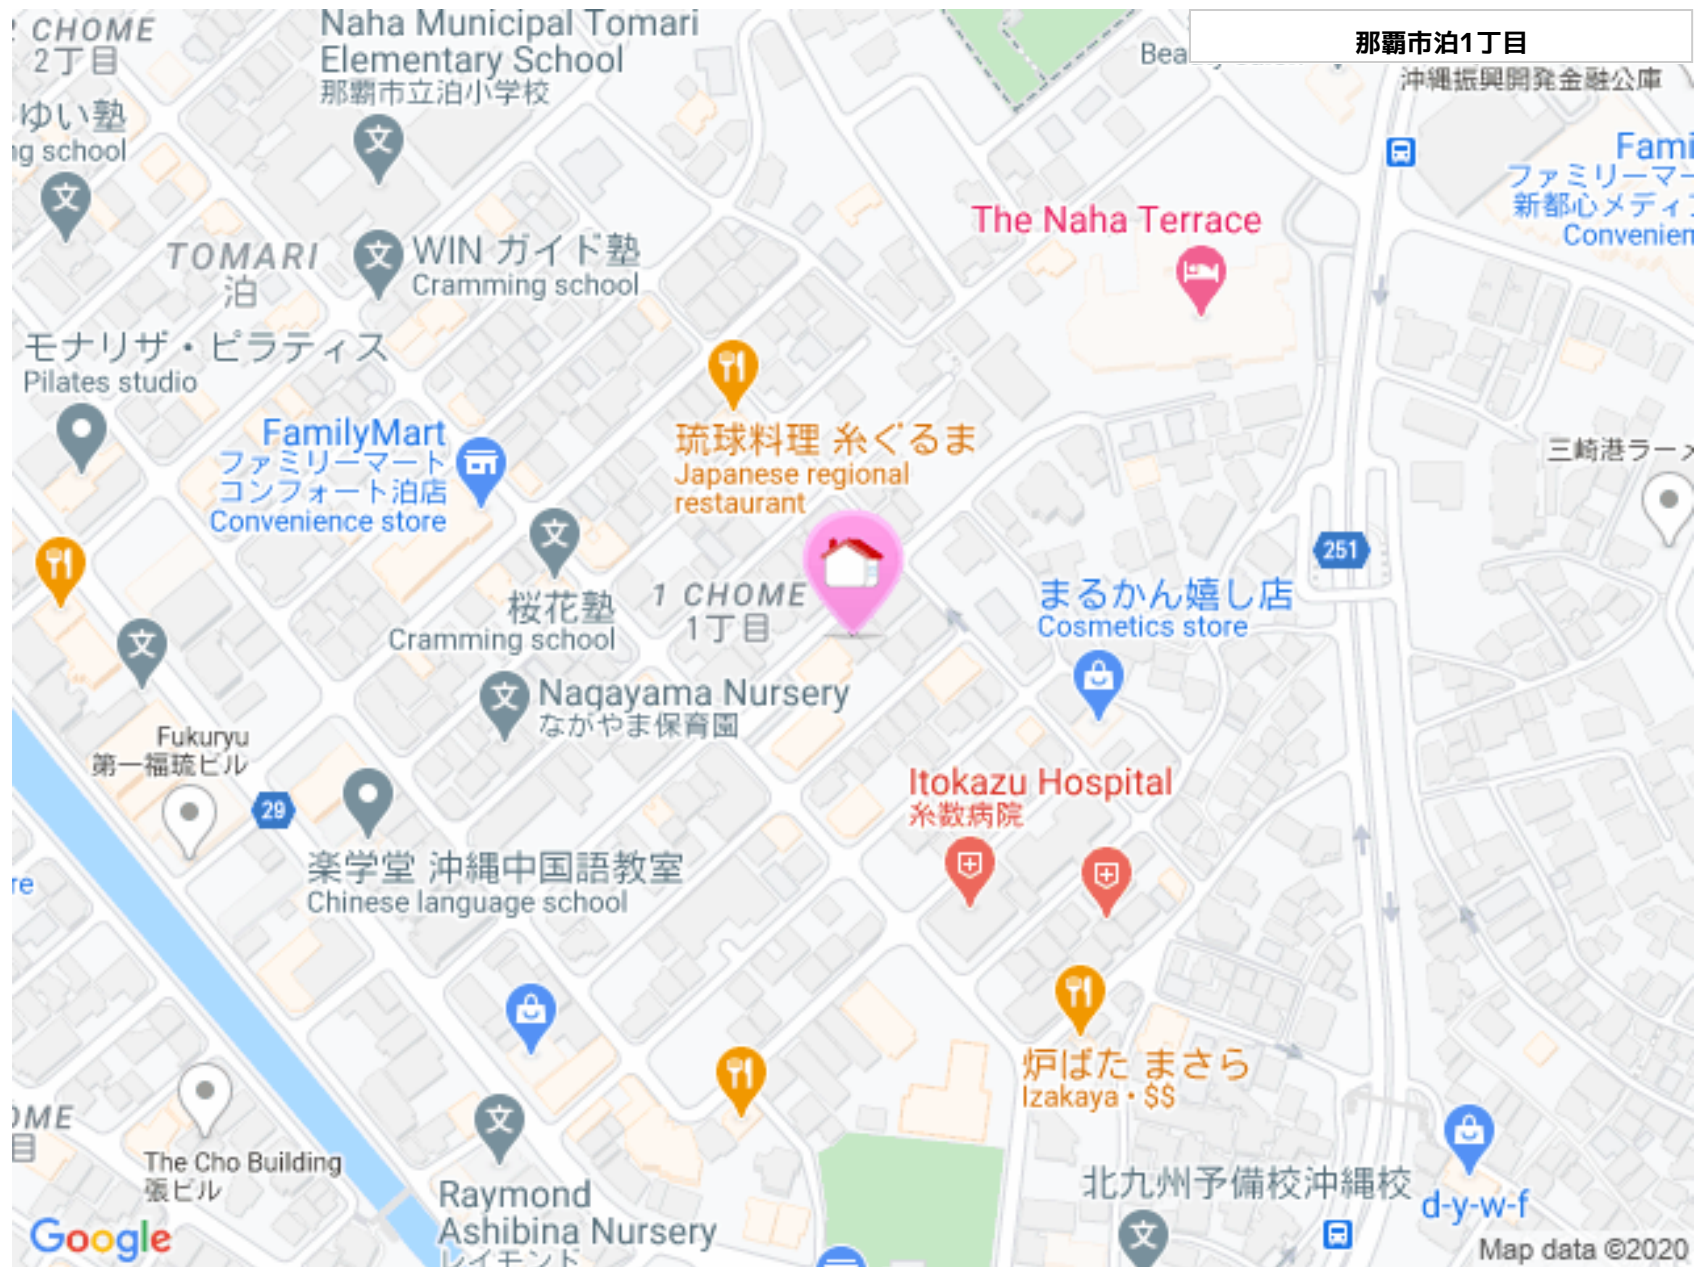 那覇市泊1丁目
CHOME
2丁目
Naha Municipal Tomari
Elementary School
那覇市立泊小学校
沖縄振興開発金融公庫
ゆい塾
ng school
TOMARI
泊
WIN ガイド塾
Cramming school
The Naha Terrace
Fami
ファミリーマー
新都心メディ
Convenien
モナリザ・ピラティス
Pilates studio
FamilyMart
ファミリーマート
コンフォート泊店
Convenience store
琉球料理 糸ぐるま
Japanese regional
restaurant
三崎港ラーメ
251
桜花塾
Cramming school
1 CHOME
1丁目
まるかん嬉し店
Cosmetics store
Nagayama Nursery
ながやま保育園
Fukuryu
第一福琉ビル
29
Itokazu Hospital
糸数病院
楽学堂 沖縄中国語教室
Chinese language school
re
炉ばた まさら
Izakaya・$$
OME
目
The Cho Building
張ビル
Raymond
Ashibina Nursery
レイモンド
北九州予備校沖縄校
d-y-w-f
Google
Map data ©2020